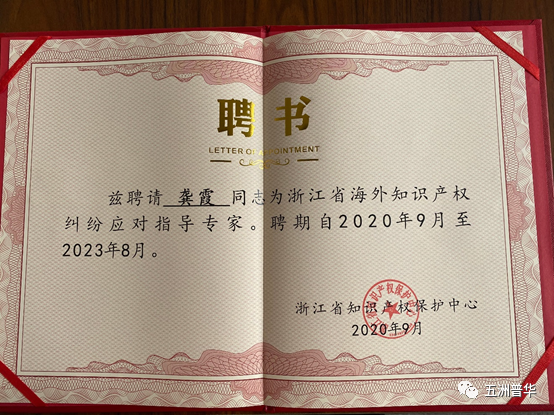 聘书
LETTER OF APPOINTMENT
兹聘请 龚霞 同志为浙江省海外知识产权
纠纷应对指导专家。聘期自2020年9月至
2023年8月。
浙江省知识产权保护中心
2020年9月
五洲普华